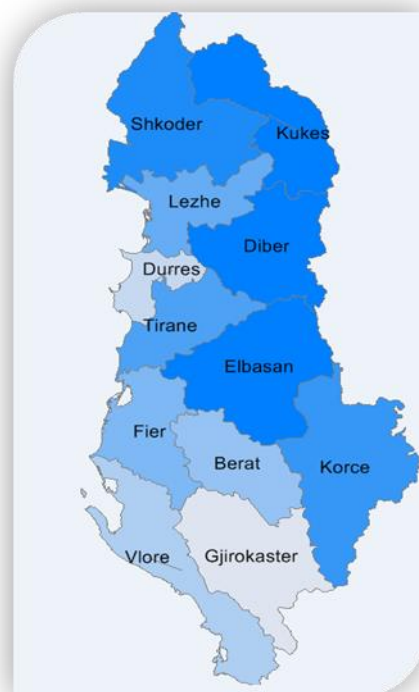 Shkoder
Kukes
Lezhe
Diber
Durres
Tirane
Elbasan
Fier
Berat
Korce
Vlore
Gjirokaster